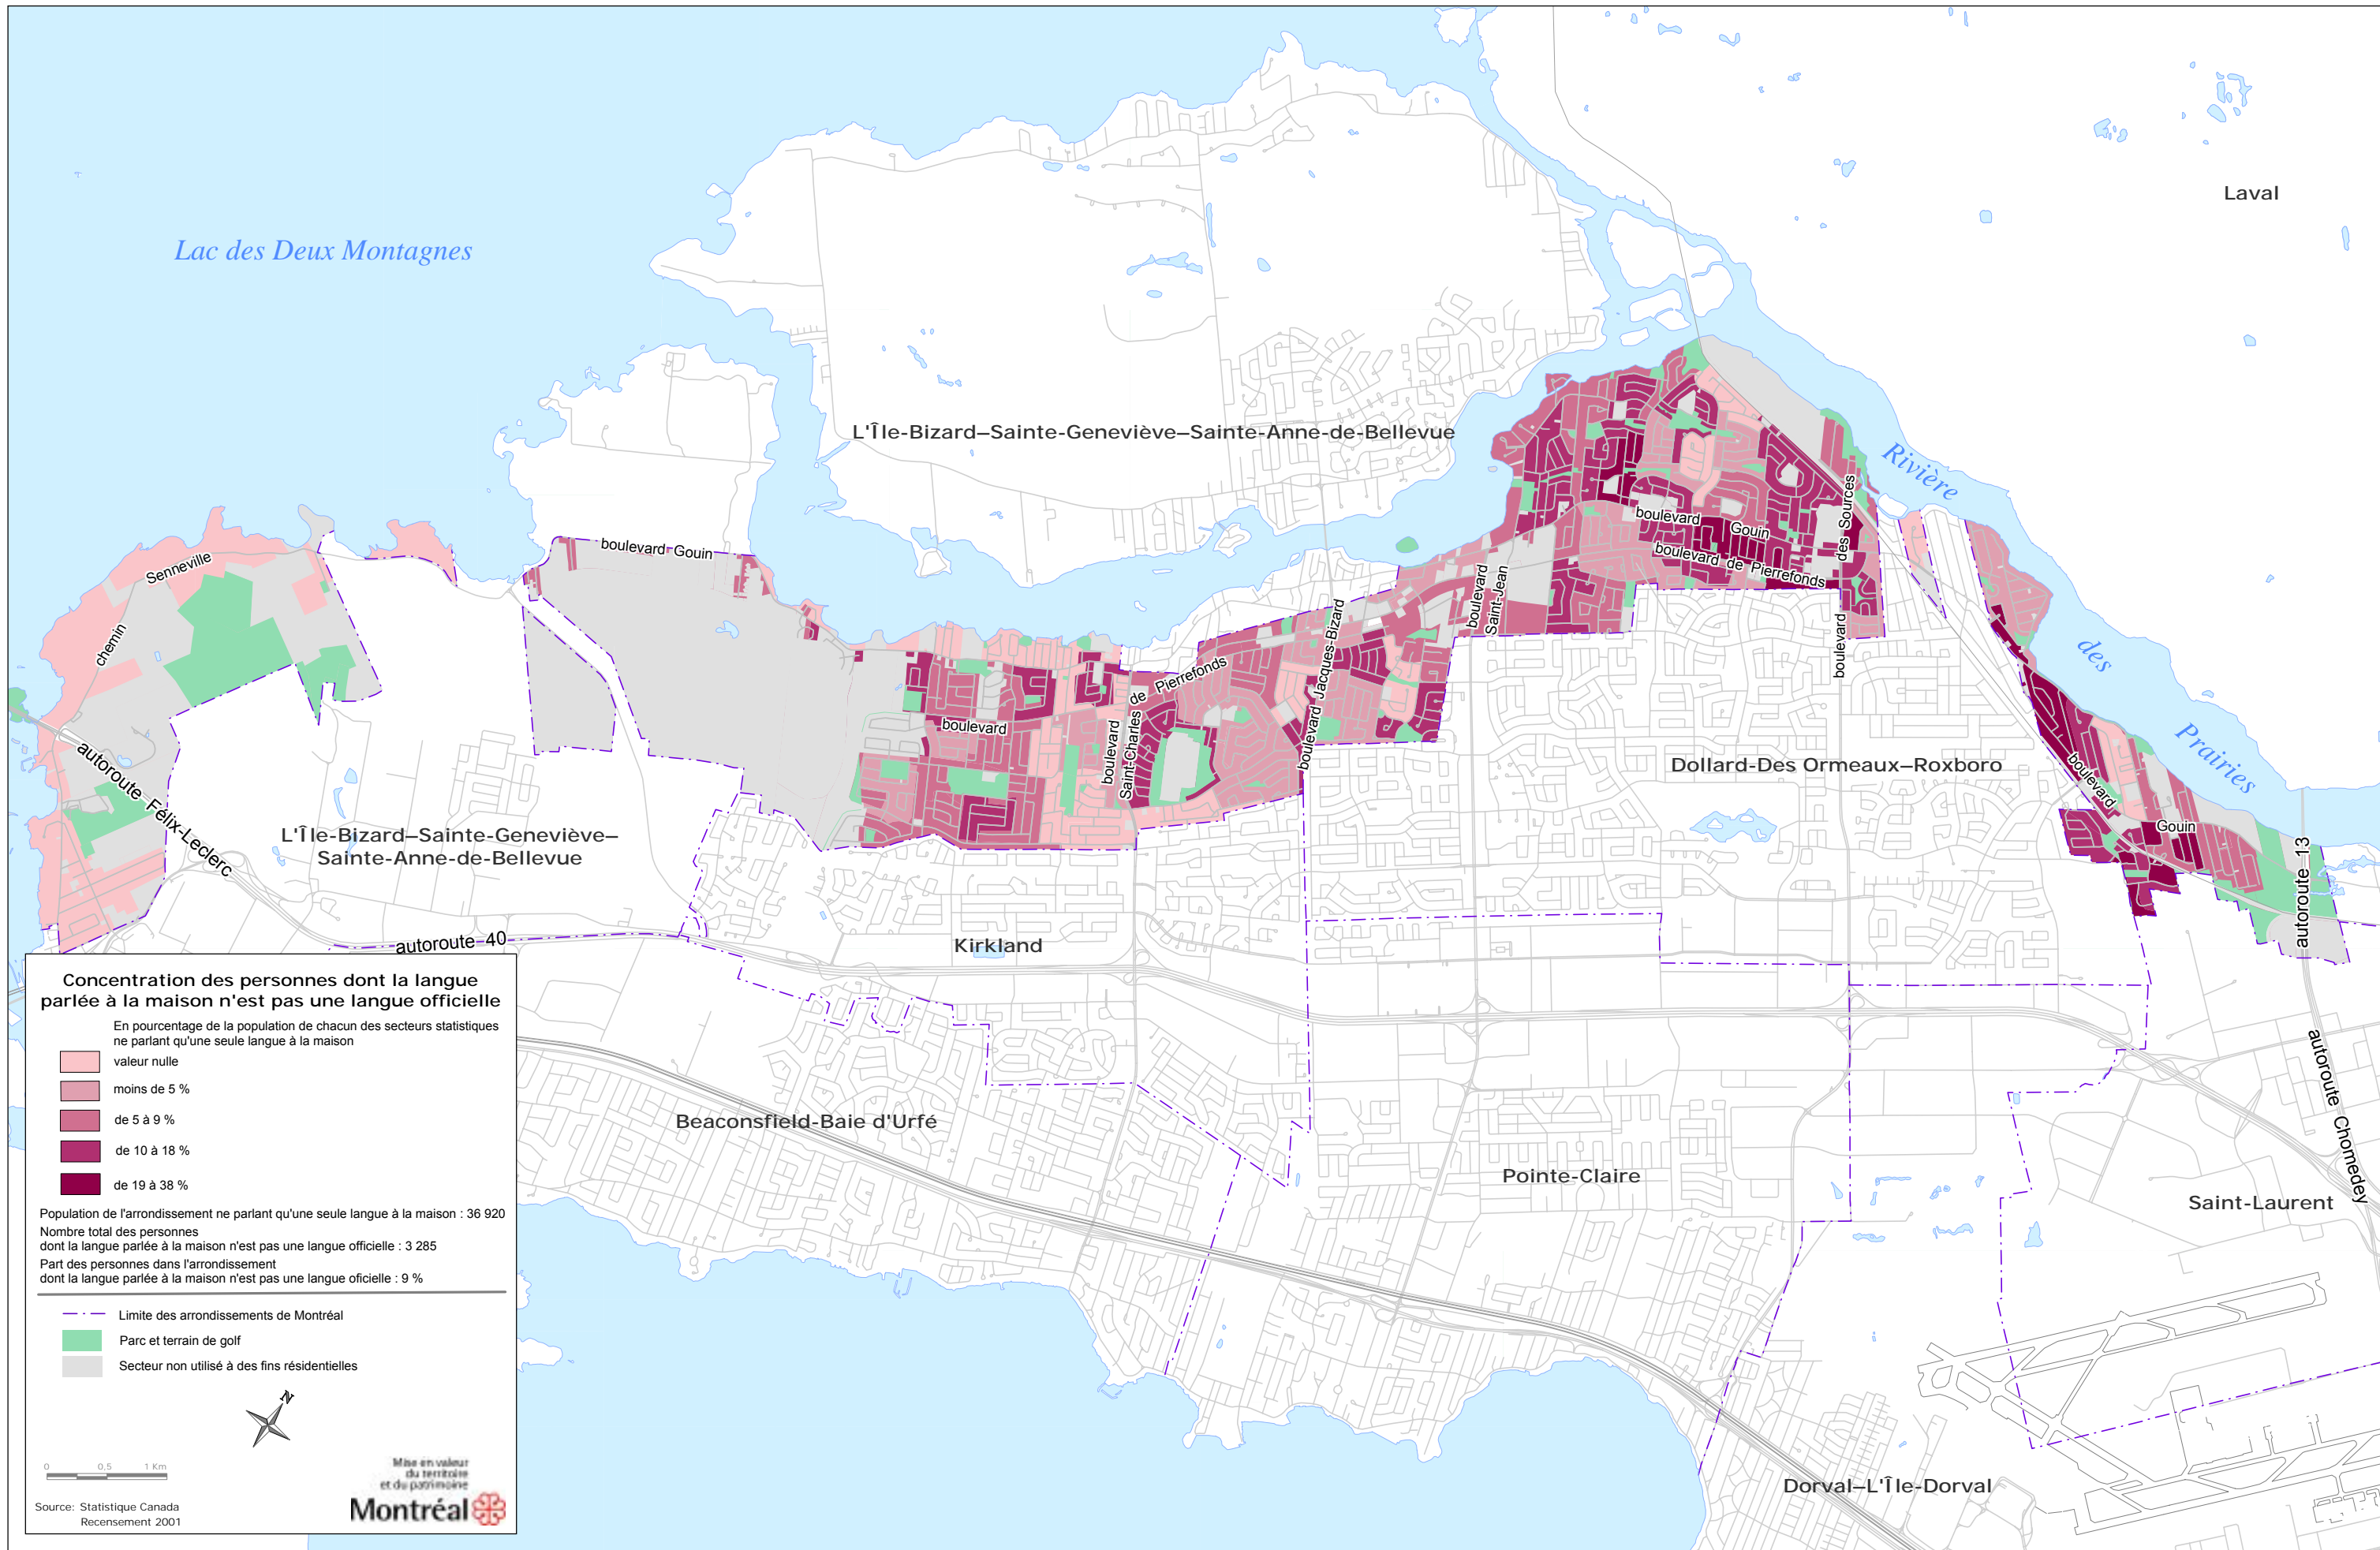 Laval
Lac des Deux Montagnes
L'Île-Bizard–Sainte-Geneviève–Sainte-Anne-de-Bellevue
Rivière
des
Prairies
Senneville
chemin
boulevard Gouin
boulevard
Saint-Jean
boulevard Gouin
boulevard de Pierrefonds
des Sources
boulevard
boulevard
boulevard
Saint-Charles
de Pierrefonds
boulevard Jacques-Bizard
boulevard
Gouin
autoroute Félix-Leclerc
L'Île-Bizard–Sainte-Geneviève–
Sainte-Anne-de-Bellevue
Dollard-Des Ormeaux–Roxboro
autoroute 13
autoroute 40
Kirkland
autoroute Chomedey
Beaconsfield-Baie d'Urfé
Pointe-Claire
Saint-Laurent
Dorval–L'Île-Dorval
Concentration des personnes dont la langue
parlée à la maison n'est pas une langue officielle
En pourcentage de la population de chacun des secteurs statistiques
ne parlant qu'une seule langue à la maison
valeur nulle
moins de 5 %
de 5 à 9 %
de 10 à 18 %
de 19 à 38 %
Population de l'arrondissement ne parlant qu'une seule langue à la maison : 36 920
Nombre total des personnes
dont la langue parlée à la maison n'est pas une langue officielle : 3 285
Part des personnes dans l'arrondissement
dont la langue parlée à la maison n'est pas une langue oficielle : 9 %
Limite des arrondissements de Montréal
Parc et terrain de golf
Secteur non utilisé à des fins résidentielles
N
0 0,5 1 Km
Mise en valeur
du territoire
et du patrimoine
Montréal
Source: Statistique Canada
Recensement 2001